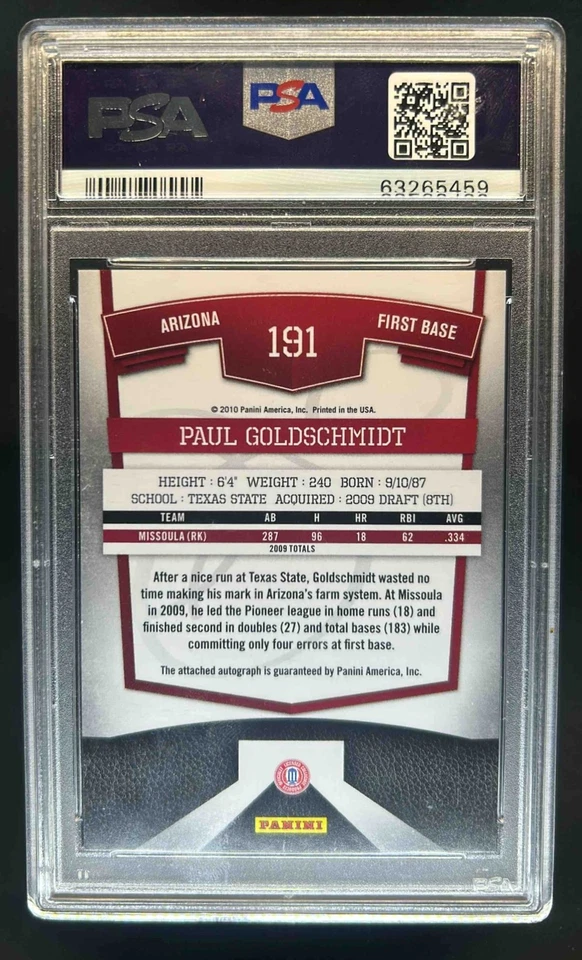 PSA
PSA
63265459
ARIZONA
191
FIRST BASE
© 2010 Panini America, Inc. Printed in the USA.
PAUL GOLDSCHMIDT
HEIGHT : 6'4" WEIGHT : 240 BORN : 9/10/87
SCHOOL : TEXAS STATE ACQUIRED : 2009 DRAFT (8TH)
TEAM AB H HR RBI AVG
MISSOULA (RK) 287 96 18 62 .334
2009 TOTALS
After a nice run at Texas State, Goldschmidt wasted no
time making his mark in Arizona's farm system. At Missoula
in 2009, he led the Pioneer league in home runs (18) and
finished second in doubles (27) and total bases (183) while
committing only four errors at first base.
The attached autograph is guaranteed by Panini America, Inc.
PANINI
PSA